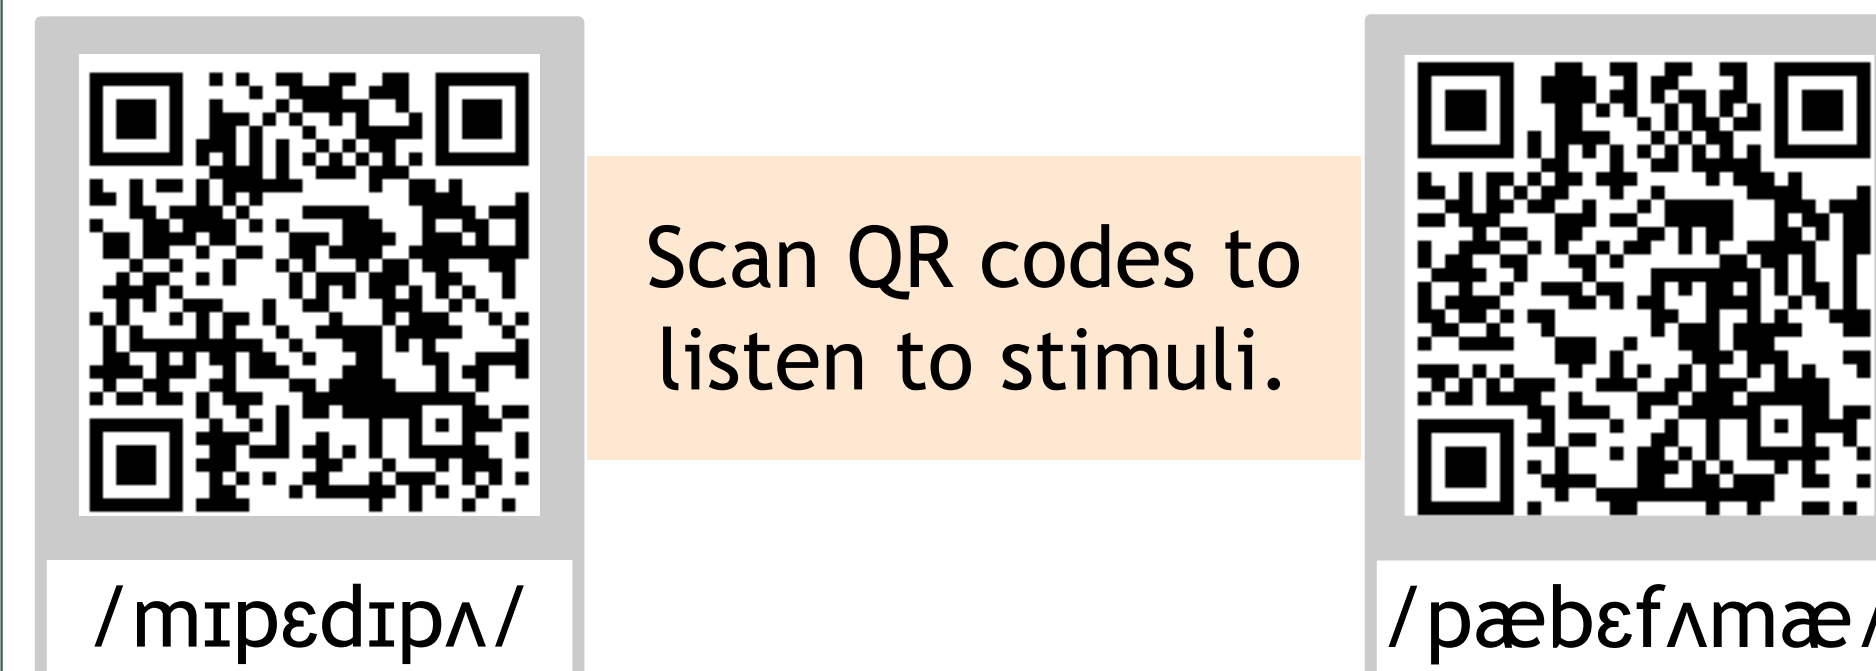 Scan QR codes to
listen to stimuli.
/mɪpɛdɪpʌ/
/pæbɛfʌmæ/